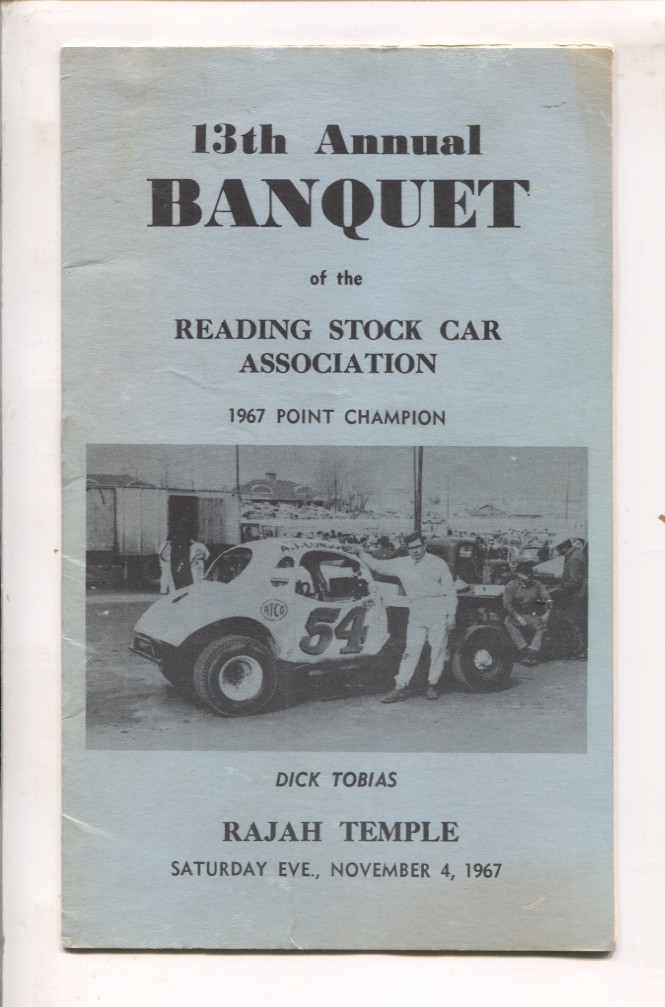 13th Annual
BANQUET
of the
READING STOCK CAR
ASSOCIATION
1967 POINT CHAMPION
ATCO
54
DICK TOBIAS
RAJAH TEMPLE
SATURDAY EVE., NOVEMBER 4, 1967